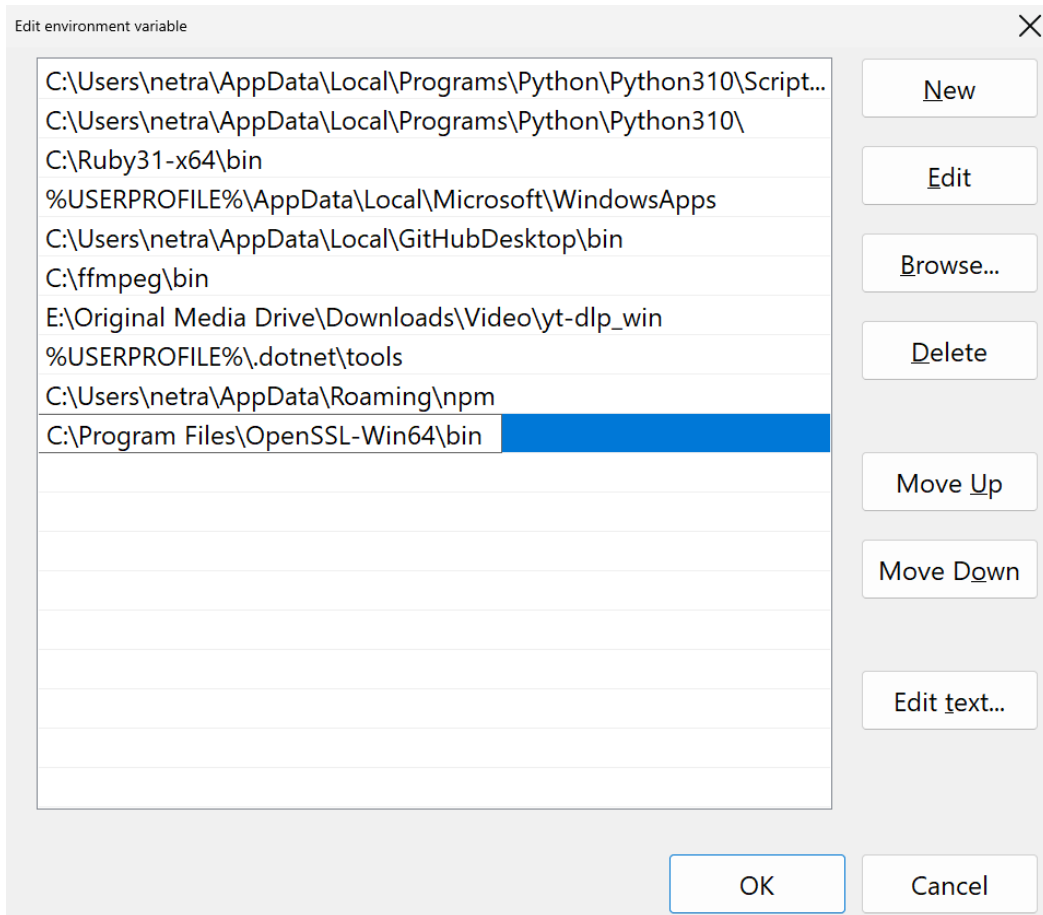 Edit environment variable
C:\Users\netra\AppData\Local\Programs\Python\Python310\Script...
New
C:\Users\netra\AppData\Local\Programs\Python\Python310\
C:\Ruby31-x64\bin
Edit
%USERPROFILE%\AppData\Local\Microsoft\WindowsApps
C:\Users\netra\AppData\Local\GitHubDesktop\bin
Browse...
C:\ffmpeg\bin
E:\Original Media Drive\Downloads\Video\yt-dlp_win
%USERPROFILE%\.dotnet\tools
Delete
C:\Users\netra\AppData\Roaming\npm
C:\Program Files\OpenSSL-Win64\bin
Move Up
Move Down
Edit text...
OK
Cancel